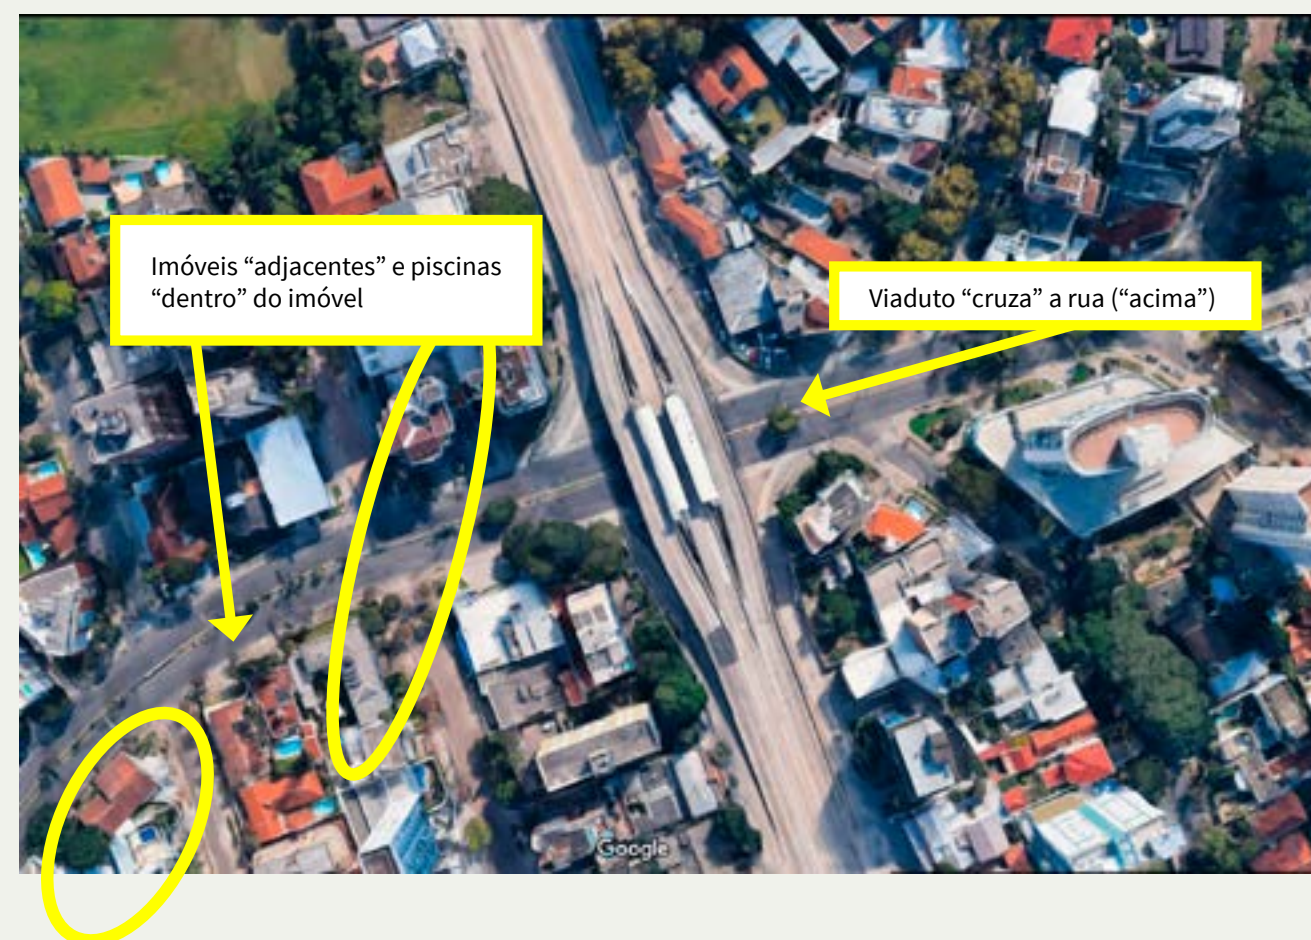 Imóveis “adjacentes” e piscinas
“dentro” do imóvel
Viaduto “cruza” a rua (“acima”)
Google